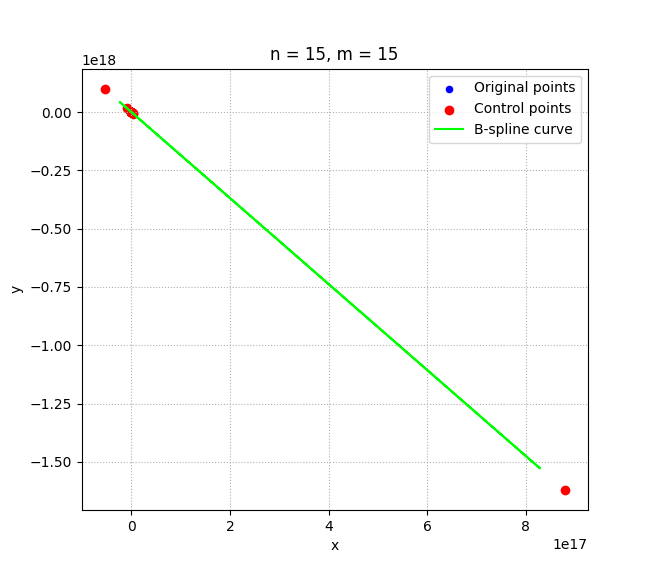 n = 15, m = 15
1e18
Original points
Control points
B-spline curve
0.00
−0.25
−0.50
−0.75
−1.00
−1.25
−1.50
y
0 2 4 6 8
1e17
x